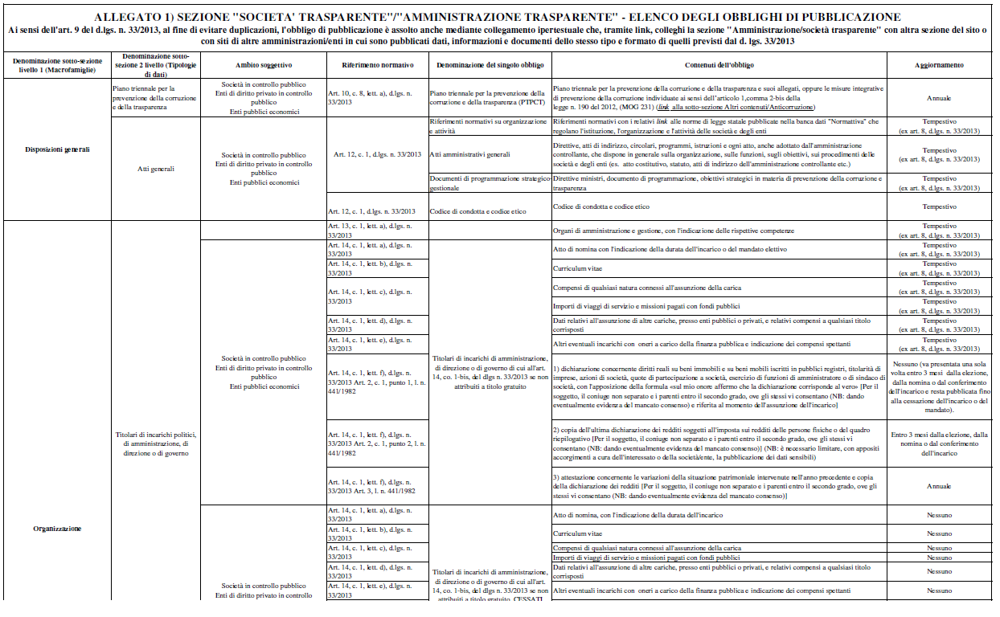 ALLEGATO 1) SEZIONE "SOCIETA' TRASPARENTE"/"AMMINISTRAZIONE TRASPARENTE" - ELENCO DEGLI OBBLIGHI DI PUBBLICAZIONE
Ai sensi dell'art. 9 del d.lgs. n. 33/2013, al fine di evitare duplicazioni, l'obbligo di pubblicazione è assolto anche mediante collegamento ipertestuale che, tramite link, colleghi la sezione "Amministrazione/società trasparente" con altra sezione del sito o
con siti di altre amministrazioni/enti in cui sono pubblicati dati, informazioni e documenti dello stesso tipo e formato di quelli previsti dal d. lgs. 33/2013
Denominazione sotto-sezione
livello 1 (Macrofamiglie)
Denominazione sotto-
sezione 2 livello (Tipologie
di dati)
Ambito soggettivo
Riferimento normativo
Denominazione del singolo obbligo
Contenuti dell'obbligo
Aggiornamento
Disposizioni generali
Piano triennale per la
prevenzione della corruzione
e della trasparenza
Società in controllo pubblico
Enti di diritto privato in controllo
pubblico
Enti pubblici economici
Art. 10, c. 8, lett. a), d.lgs. n.
33/2013
Piano triennale per la prevenzione della
corruzione e della trasparenza (PTPCT)
Piano triennale per la prevenzione della corruzione e della trasparenza e suoi allegati, oppure le misure integrative
di prevenzione della corruzione individuate ai sensi dell'articolo 1,comma 2-bis della
legge n. 190 del 2012, (MOG 231) (link alla sotto-sezione Altri contenuti/Anticorruzione)
Annuale
Atti generali
Società in controllo pubblico
Enti di diritto privato in controllo
pubblico
Enti pubblici economici
Art. 12, c. 1, d.lgs. n. 33/2013
Riferimenti normativi su organizzazione
e attività
Riferimenti normativi con i relativi link alle norme di legge statale pubblicate nella banca dati "Normattiva" che
regolano l'istituzione, l'organizzazione e l'attività delle società e degli enti
Tempestivo
(ex art. 8, d.lgs. n. 33/2013)
Atti amministrativi generali
Direttive, atti di indirizzo, circolari, programmi, istruzioni e ogni atto, anche adottato dall'amministrazione
controllante, che dispone in generale sulla organizzazione, sulle funzioni, sugli obiettivi, sui procedimenti delle
società e degli enti (es. atto costitutivo, statuto, atti di indirizzo dell'amministrazione controllante etc.)
Tempestivo
(ex art. 8, d.lgs. n. 33/2013)
Documenti di programmazione strategico-
gestionale
Direttive ministri, documento di programmazione, obiettivi strategici in materia di prevenzione della corruzione e
trasparenza
Tempestivo
(ex art. 8, d.lgs. n. 33/2013)
Art. 12, c. 1, d.lgs. n. 33/2013
Codice di condotta e codice etico
Codice di condotta e codice etico
Tempestivo
Organizzazione
Titolari di incarichi politici,
di amministrazione, di
direzione o di governo
Art. 13, c. 1, lett. a), d.lgs. n.
33/2013
Organi di amministrazione e gestione, con l'indicazione delle rispettive competenze
Tempestivo
(ex art. 8, d.lgs. n. 33/2013)
Società in controllo pubblico
Enti di diritto privato in controllo
pubblico
Enti pubblici economici
Titolari di incarichi di amministrazione,
di direzione o di governo di cui all'art.
14, co. 1-bis, del dlgs n. 33/2013 se non
attribuiti a titolo gratuito
Art. 14, c. 1, lett. a), d.lgs. n.
33/2013
Atto di nomina con l'indicazione della durata dell'incarico o del mandato elettivo
Tempestivo
(ex art. 8, d.lgs. n. 33/2013)
Art. 14, c. 1, lett. b), d.lgs. n.
33/2013
Curriculum vitae
Tempestivo
(ex art. 8, d.lgs. n. 33/2013)
Art. 14, c. 1, lett. c), d.lgs. n.
33/2013
Compensi di qualsiasi natura connessi all'assunzione della carica
Tempestivo
(ex art. 8, d.lgs. n. 33/2013)
Importi di viaggi di servizio e missioni pagati con fondi pubblici
Tempestivo
(ex art. 8, d.lgs. n. 33/2013)
Art. 14, c. 1, lett. d), d.lgs. n.
33/2013
Dati relativi all'assunzione di altre cariche, presso enti pubblici o privati, e relativi compensi a qualsiasi titolo
corrisposti
Tempestivo
(ex art. 8, d.lgs. n. 33/2013)
Art. 14, c. 1, lett. e), d.lgs. n.
33/2013
Altri eventuali incarichi con oneri a carico della finanza pubblica e indicazione dei compensi spettanti
Tempestivo
(ex art. 8, d.lgs. n. 33/2013)
Art. 14, c. 1, lett. f), d.lgs. n.
33/2013 Art. 2, c. 1, punto 1, l. n.
441/1982
1) dichiarazione concernente diritti reali su beni immobili e su beni mobili iscritti in pubblici registri, titolarità di
imprese, azioni di società, quote di partecipazione a società, esercizio di funzioni di amministratore o di sindaco di
società, con l'apposizione della formula «sul mio onore affermo che la dichiarazione corrisponde al vero» [Per il
soggetto, il coniuge non separato e i parenti entro il secondo grado, ove gli stessi vi consentano (NB: dando
eventualmente evidenza del mancato consenso) e riferita al momento dell'assunzione dell'incarico]
Nessuno (va presentata una sola
volta entro 3 mesi dalla elezione,
dalla nomina o dal conferimento
dell'incarico e resta pubblicata fino
alla cessazione dell'incarico o del
mandato).
Art. 14, c. 1, lett. f), d.lgs. n.
33/2013 Art. 2, c. 1, punto 2, l. n.
441/1982
2) copia dell'ultima dichiarazione dei redditi soggetti all'imposta sui redditi delle persone fisiche o del quadro
riepilogativo [Per il soggetto, il coniuge non separato e i parenti entro il secondo grado, ove gli stessi vi
consentano (NB: dando eventualmente evidenza del mancato consenso)] (NB: è necessario limitare, con appositi
accorgimenti a cura dell'interessato o della società/ente, la pubblicazione dei dati sensibili)
Entro 3 mesi dalla elezione, dalla
nomina o dal conferimento
dell'incarico
Art. 14, c. 1, lett. f), d.lgs. n.
33/2013 Art. 3, l. n. 441/1982
3) attestazione concernente le variazioni della situazione patrimoniale intervenute nell'anno precedente e copia
della dichiarazione dei redditi [Per il soggetto, il coniuge non separato e i parenti entro il secondo grado, ove gli
stessi vi consentano (NB: dando eventualmente evidenza del mancato consenso)]
Annuale
Società in controllo pubblico
Enti di diritto privato in controllo
Titolari di incarichi di amministrazione,
di direzione o di governo di cui all'art.
14, co. 1-bis, del dlgs n. 33/2013 se non
attribuiti a titolo gratuito CESSATI
Art. 14, c. 1, lett. a), d.lgs. n.
33/2013
Atto di nomina, con l'indicazione della durata dell'incarico
Nessuno
Art. 14, c. 1, lett. b), d.lgs. n.
33/2013
Curriculum vitae
Nessuno
Art. 14, c. 1, lett. c), d.lgs. n.
33/2013
Compensi di qualsiasi natura connessi all'assunzione della carica
Nessuno
Importi di viaggi di servizio e missioni pagati con fondi pubblici
Nessuno
Art. 14, c. 1, lett. d), d.lgs. n.
33/2013
Dati relativi all'assunzione di altre cariche, presso enti pubblici o privati, e relativi compensi a qualsiasi titolo
corrisposti
Nessuno
Art. 14, c. 1, lett. e), d.lgs. n.
33/2013
Altri eventuali incarichi con oneri a carico della finanza pubblica e indicazione dei compensi spettanti
Nessuno